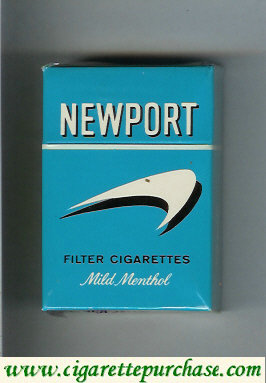 NEWPORT
FILTER CIGARETTES
Mild Menthol
www.cigarettepurchase.com